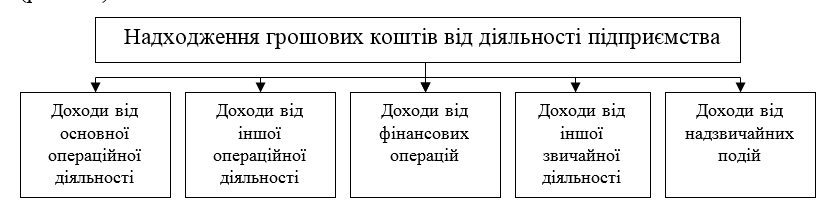 Надходження грошових коштів від діяльності підприємства
Доходи від
основної
операційної
діяльності
Доходи від
іншої
операційної
діяльності
Доходи від
фінансових
операцій
Доходи від
іншої
звичайної
діяльності
Доходи від
надзвичайних
подій